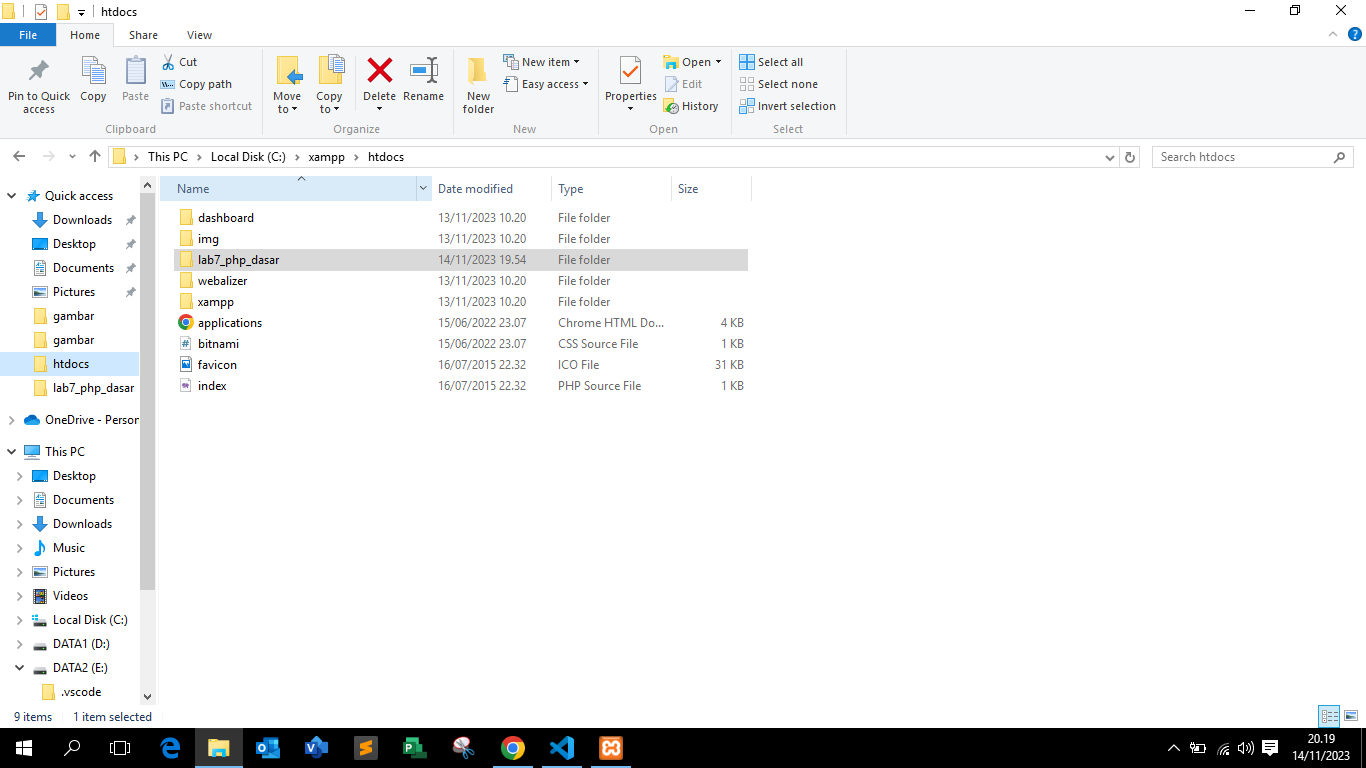 htdocs
File Home Share View
Pin to Quick access
Copy
Paste
Cut
Copy path
Paste shortcut
Clipboard
Move to
Copy to
Delete
Rename
Organize
New folder
New item
Easy access
New
Properties
Open
Edit
History
Open
Select all
Select none
Invert selection
Select
This PC > Local Disk (C:) > xampp > htdocs
Search htdocs
Quick access
Downloads
Desktop
Documents
Pictures
gambar
gambar
htdocs
lab7_php_dasar
OneDrive - Person
This PC
Desktop
Documents
Downloads
Music
Pictures
Videos
Local Disk (C:)
DATA1 (D:)
DATA2 (E:)
.vscode
Name Date modified Type Size
dashboard 13/11/2023 10.20 File folder
img 13/11/2023 10.20 File folder
lab7_php_dasar 14/11/2023 19.54 File folder
webalizer 13/11/2023 10.20 File folder
xampp 13/11/2023 10.20 File folder
applications 15/06/2022 23.07 Chrome HTML Do... 4 KB
bitnami 15/06/2022 23.07 CSS Source File 1 KB
favicon 16/07/2015 22.32 ICO File 31 KB
index 16/07/2015 22.32 PHP Source File 1 KB
9 items 1 item selected
20.19
14/11/2023